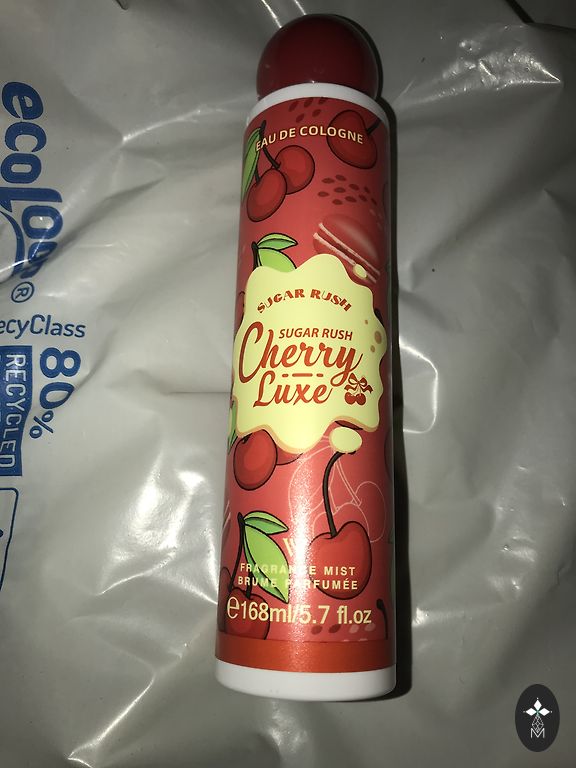 EAU DE COLOGNE
SUGAR RUSH
SUGAR RUSH
Cherry
Luxe
FRAGRANCE MIST
BRUME PARFUMÉE
℮168ml/5.7 fl.oz
ecoloop®
RecyClass
80%
RECYCLED
M